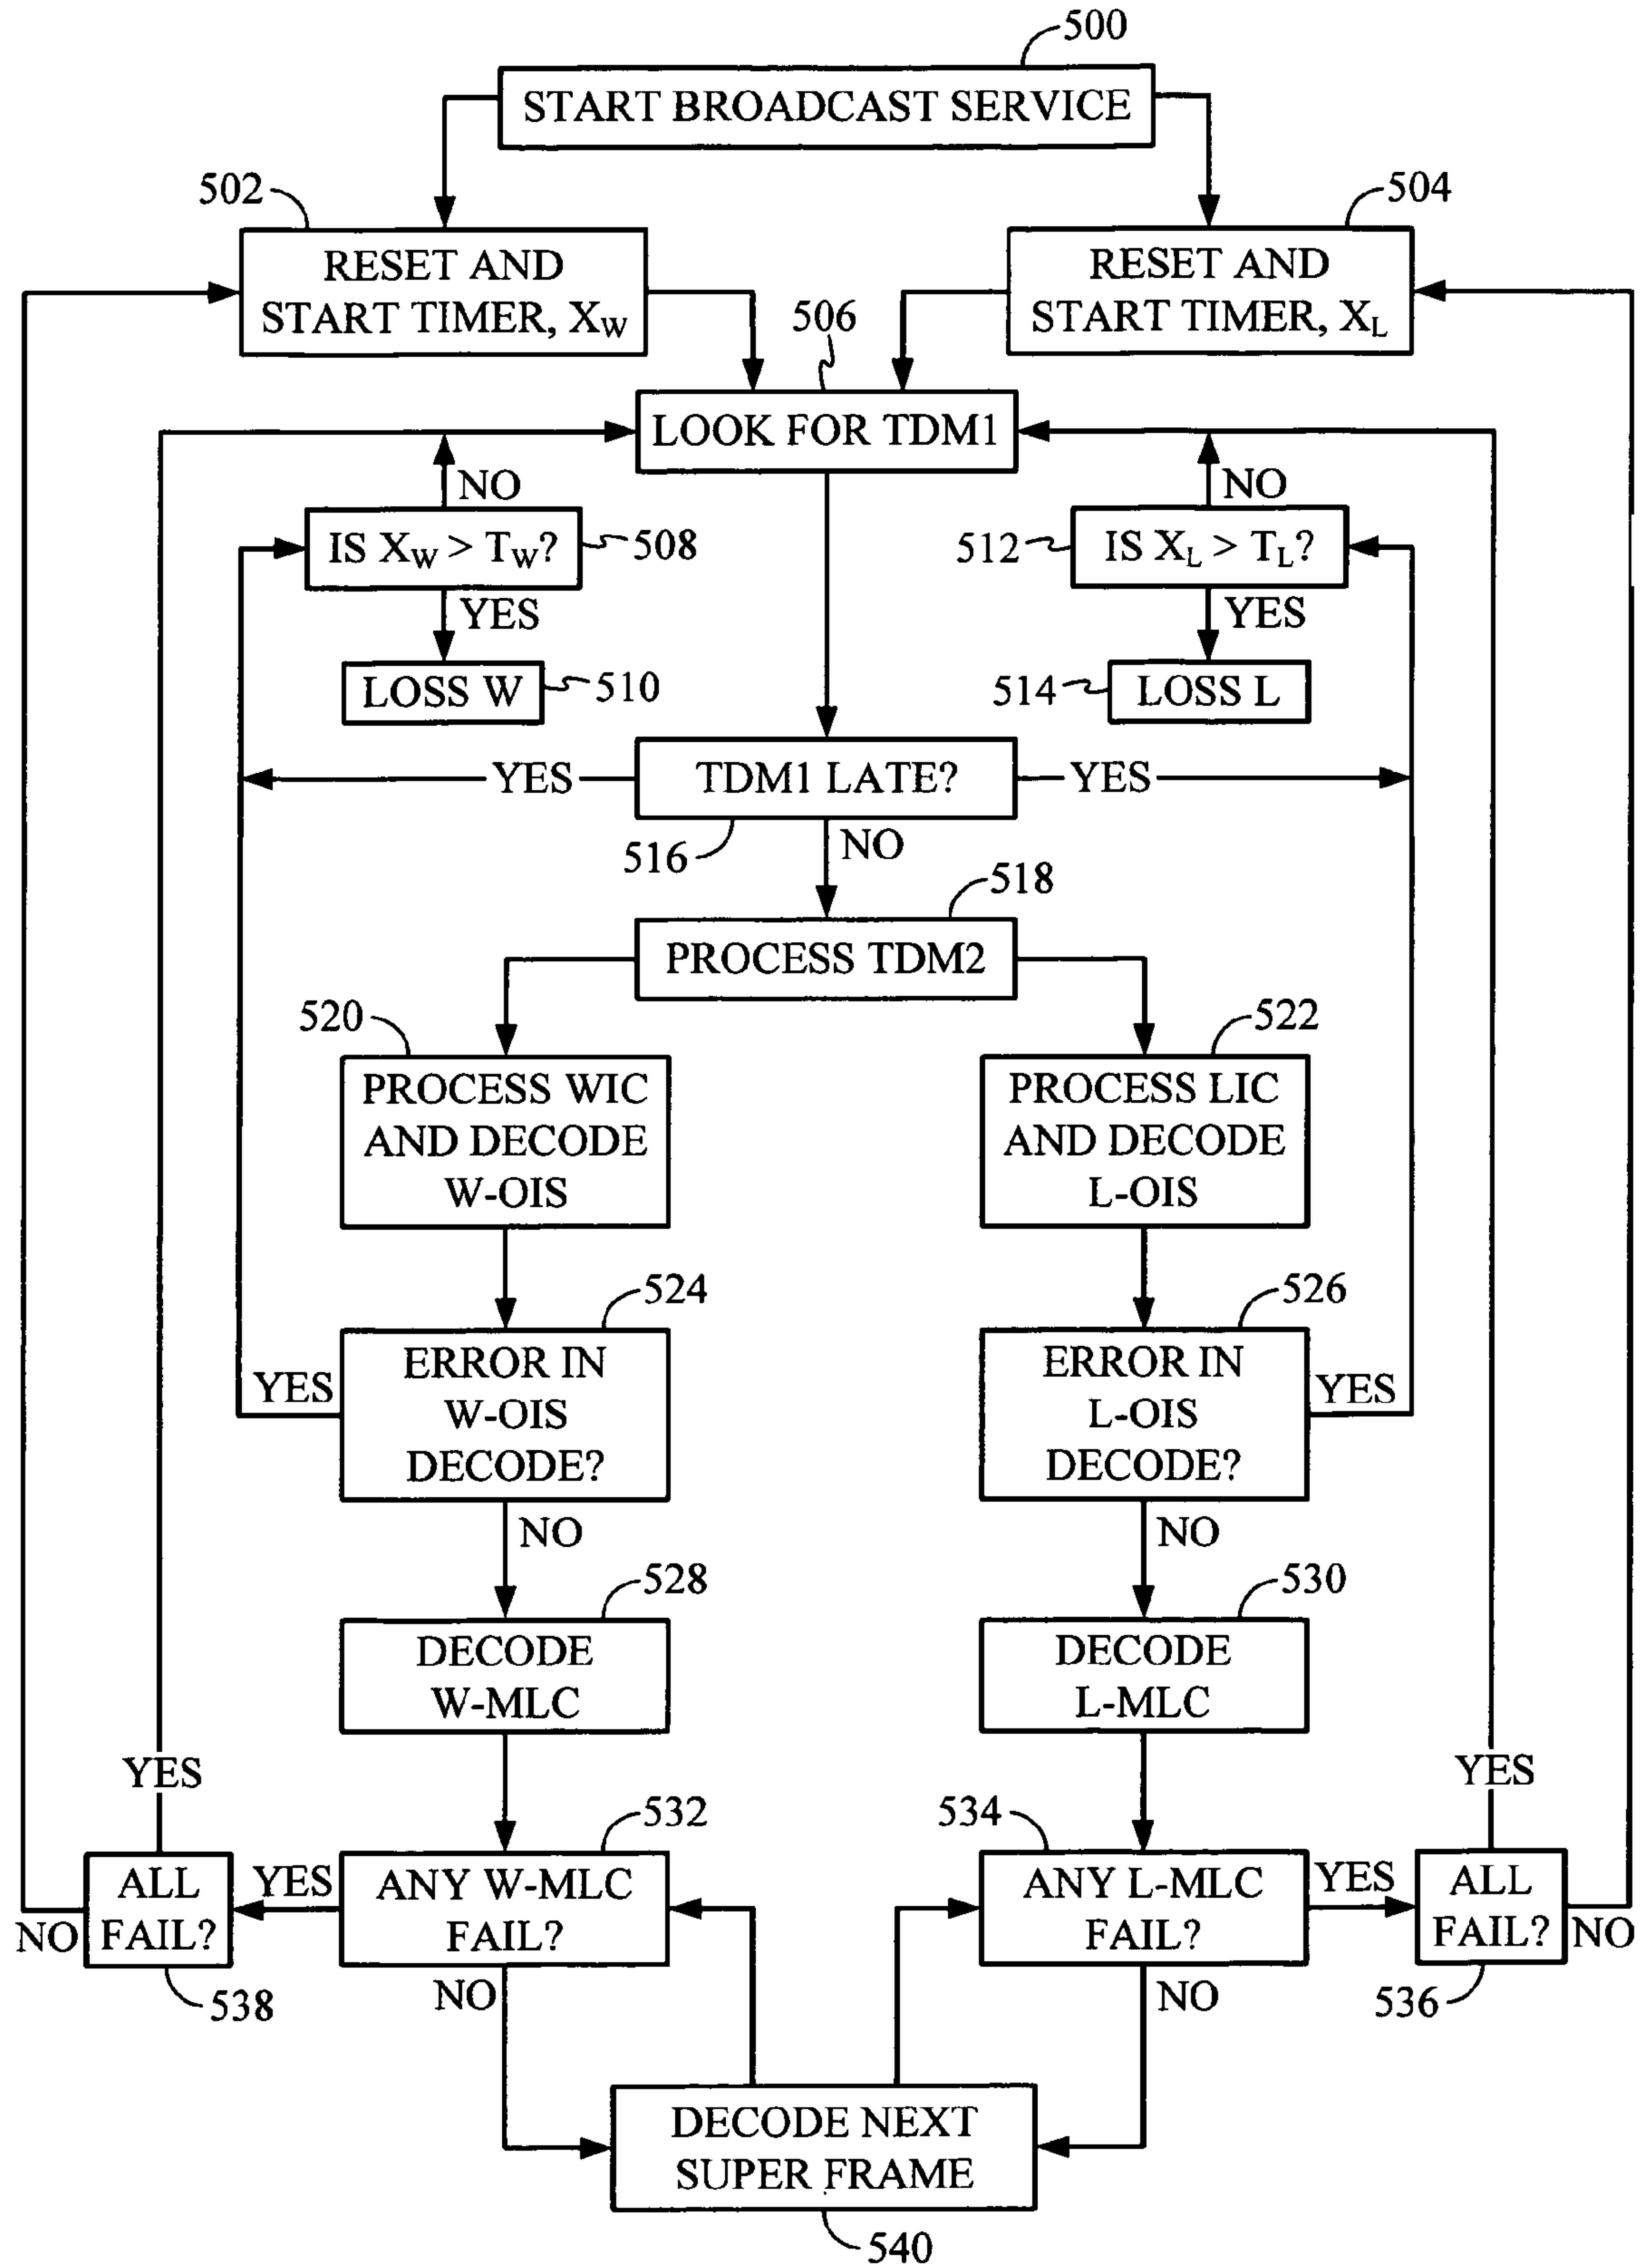 500
START BROADCAST SERVICE
502
504
RESET AND
START TIMER, XW
RESET AND
START TIMER, XL
506
LOOK FOR TDM1
NO
NO
IS XW > TW?
508
512
IS XL > TL?
YES
YES
LOSS W
510
514
LOSS L
YES
TDM1 LATE?
YES
516
NO
518
PROCESS TDM2
520
522
PROCESS WIC
AND DECODE
W-OIS
PROCESS LIC
AND DECODE
L-OIS
524
526
YES
ERROR IN
W-OIS
DECODE?
ERROR IN
L-OIS
DECODE?
YES
NO
NO
528
530
DECODE
W-MLC
DECODE
L-MLC
YES
YES
532
534
ALL
FAIL?
YES
ANY W-MLC
FAIL?
ANY L-MLC
FAIL?
YES
ALL
FAIL?
NO
NO
538
NO
NO
536
DECODE NEXT
SUPER FRAME
540